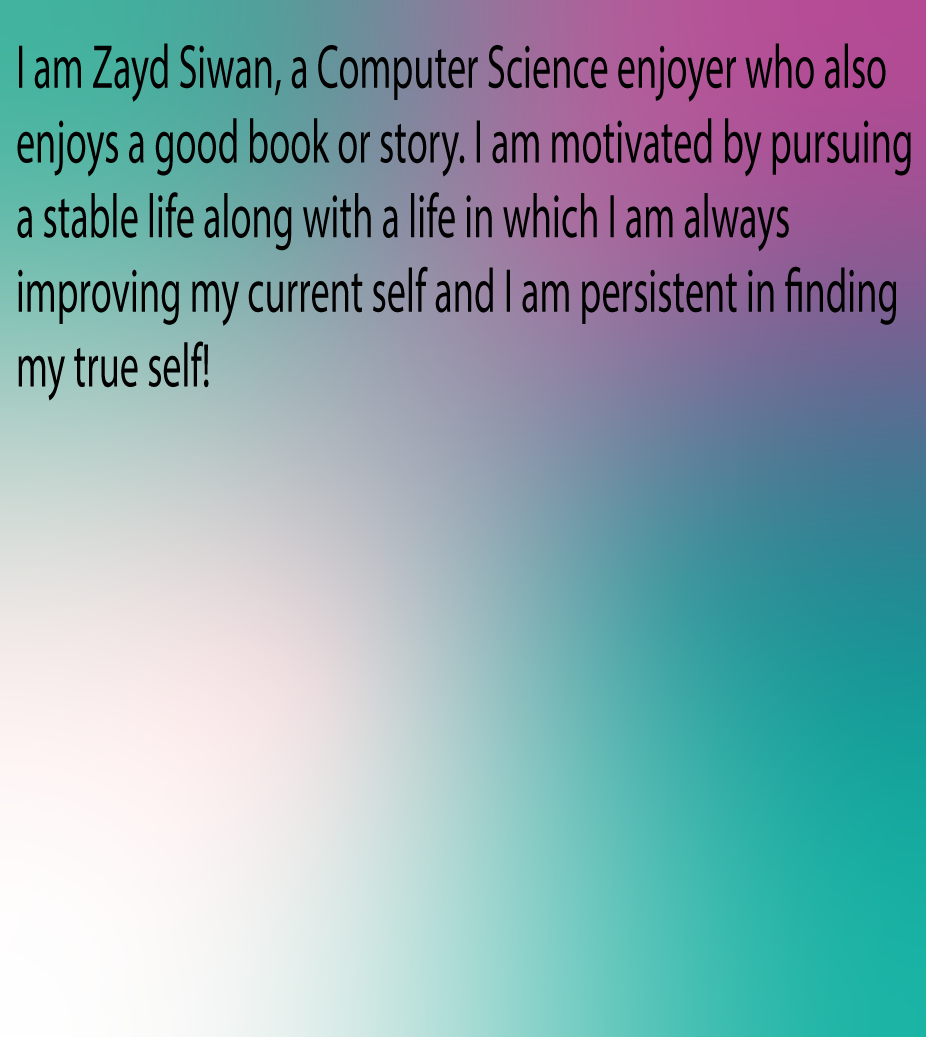 I am Zayd Siwan, a Computer Science enjoyer who also
enjoys a good book or story. I am motivated by pursuing
a stable life along with a life in which I am always
improving my current self and I am persistent in finding
my true self!